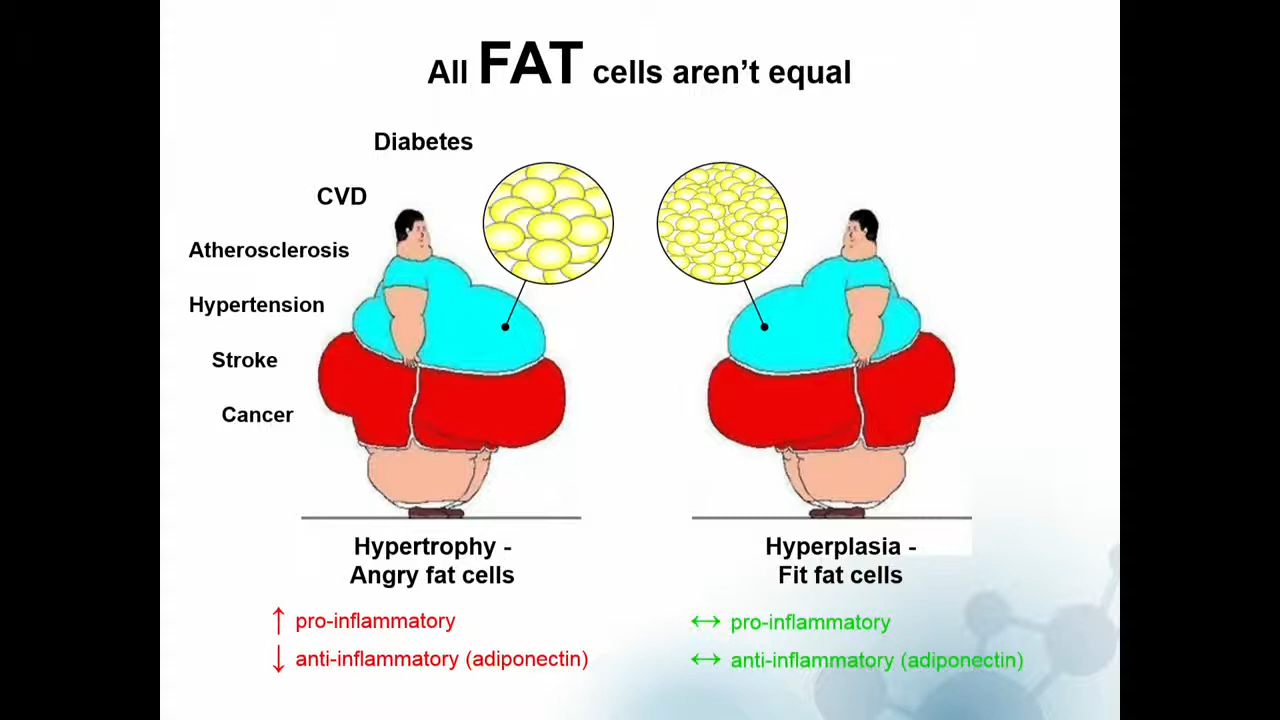 All FAT cells aren't equal
Diabetes
CVD
Atherosclerosis
Hypertension
Stroke
Cancer
Hypertrophy -
Angry fat cells
↑ pro-inflammatory
↓ anti-inflammatory (adiponectin)
Hyperplasia -
Fit fat cells
↔ pro-inflammatory
↔ anti-inflammatory (adiponectin)